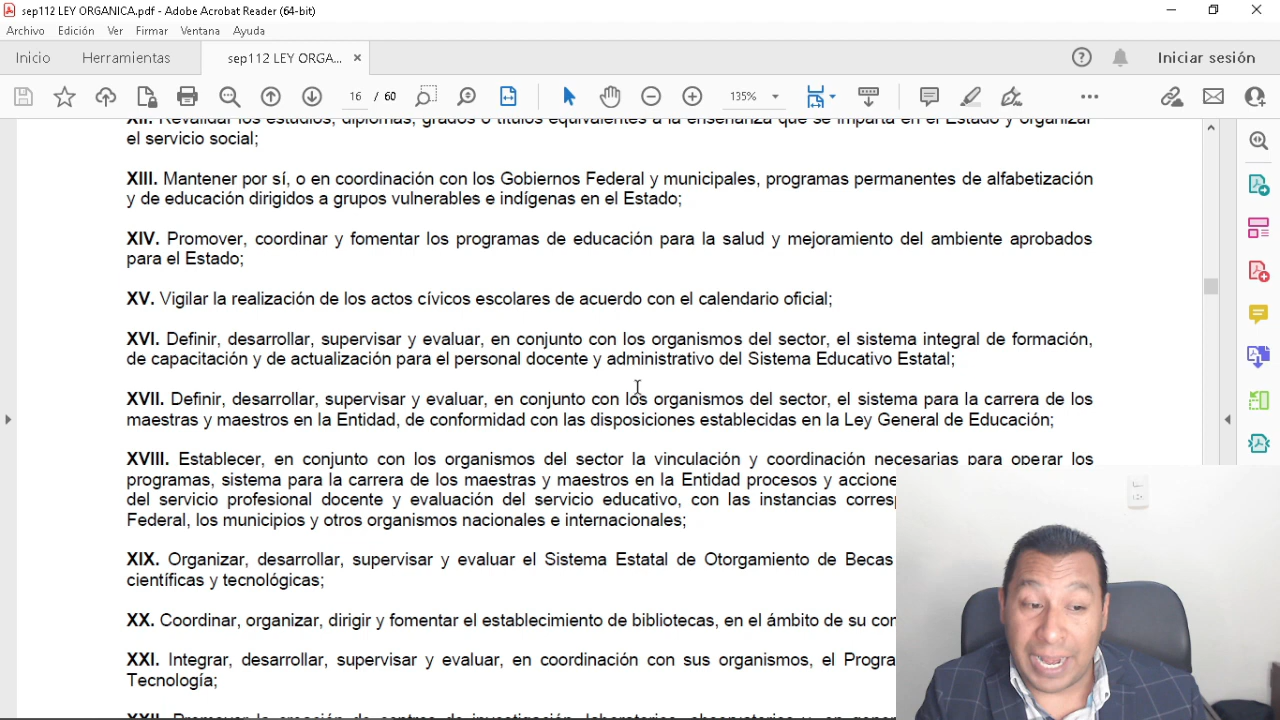 sep112 LEY ORGANICA.pdf - Adobe Acrobat Reader (64-bit)
Archivo Edición Ver Firmar Ventana Ayuda
Inicio Herramientas sep112 LEY ORGA... × Iniciar sesión
16 / 60 135%
XII. Revalidar los estudios, diplomas, grados o títulos equivalentes a la enseñanza que se imparta en el Estado y organizar
el servicio social;
XIII. Mantener por sí, o en coordinación con los Gobiernos Federal y municipales, programas permanentes de alfabetización
y de educación dirigidos a grupos vulnerables e indígenas en el Estado;
XIV. Promover, coordinar y fomentar los programas de educación para la salud y mejoramiento del ambiente aprobados
para el Estado;
XV. Vigilar la realización de los actos cívicos escolares de acuerdo con el calendario oficial;
XVI. Definir, desarrollar, supervisar y evaluar, en conjunto con los organismos del sector, el sistema integral de formación,
de capacitación y de actualización para el personal docente y administrativo del Sistema Educativo Estatal;
XVII. Definir, desarrollar, supervisar y evaluar, en conjunto con los organismos del sector, el sistema para la carrera de los
maestras y maestros en la Entidad, de conformidad con las disposiciones establecidas en la Ley General de Educación;
XVIII. Establecer, en conjunto con los organismos del sector la vinculación y coordinación necesarias para operar los
programas, sistema para la carrera de los maestras y maestros en la Entidad procesos y accione
del servicio profesional docente y evaluación del servicio educativo, con las instancias corresp
Federal, los municipios y otros organismos nacionales e internacionales;
XIX. Organizar, desarrollar, supervisar y evaluar el Sistema Estatal de Otorgamiento de Becas
científicas y tecnológicas;
XX. Coordinar, organizar, dirigir y fomentar el establecimiento de bibliotecas, en el ámbito de su con
XXI. Integrar, desarrollar, supervisar y evaluar, en coordinación con sus organismos, el Progra
Tecnología;
XXII. Promover la creación de centros de investigación, laboratorios, observatorios y, en gener